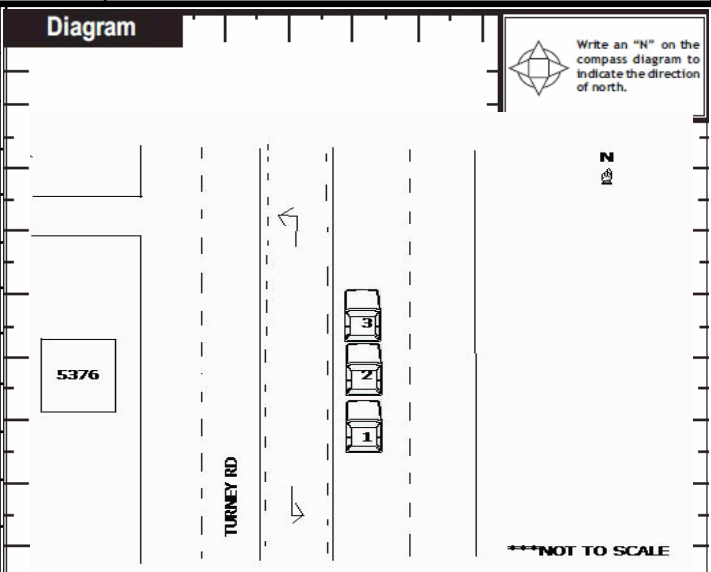 Diagram
Write an “N” on the
compass diagram to
indicate the direction
of north.
N
3
5376
2
1
TURNEY RD
***NOT TO SCALE